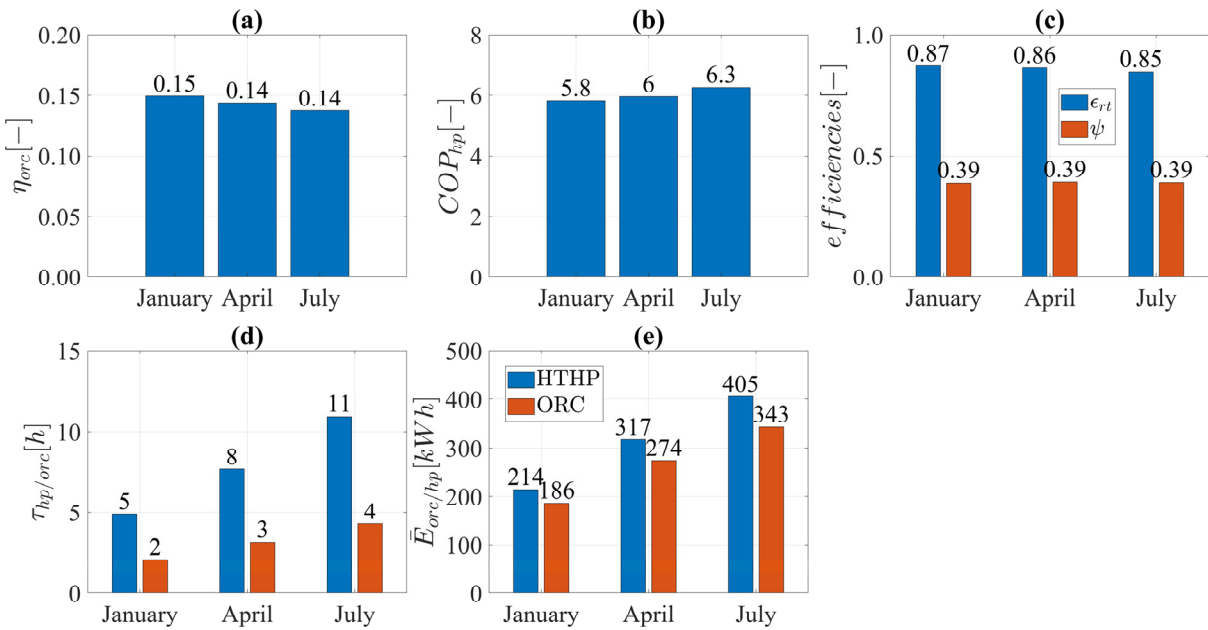 (a)
η_orc[−]
0.20
0.15
0.10
0.05
0.00
0.15
0.14
0.14
January April July
(b)
COP_hp[−]
8
6
4
2
0
5.8
6
6.3
January April July
(c)
efficiencies[−]
1.0
0.5
0.0
0.87
0.86
0.85
0.39
0.39
0.39
ϵ_rt
ψ
January April July
(d)
τ_hp/orc[h]
15
10
5
0
5
2
8
3
11
4
January April July
(e)
Ē_orc/hp[kWh]
500
400
300
200
100
0
HTHP
ORC
214
186
317
274
405
343
January April July